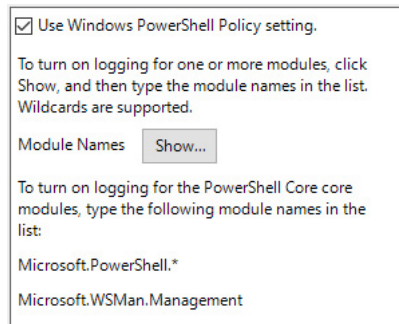 Use Windows PowerShell Policy setting.
To turn on logging for one or more modules, click
Show, and then type the module names in the list.
Wildcards are supported.
Module Names Show...
To turn on logging for the PowerShell Core core
modules, type the following module names in the
list:
Microsoft.PowerShell.*
Microsoft.WSMan.Management